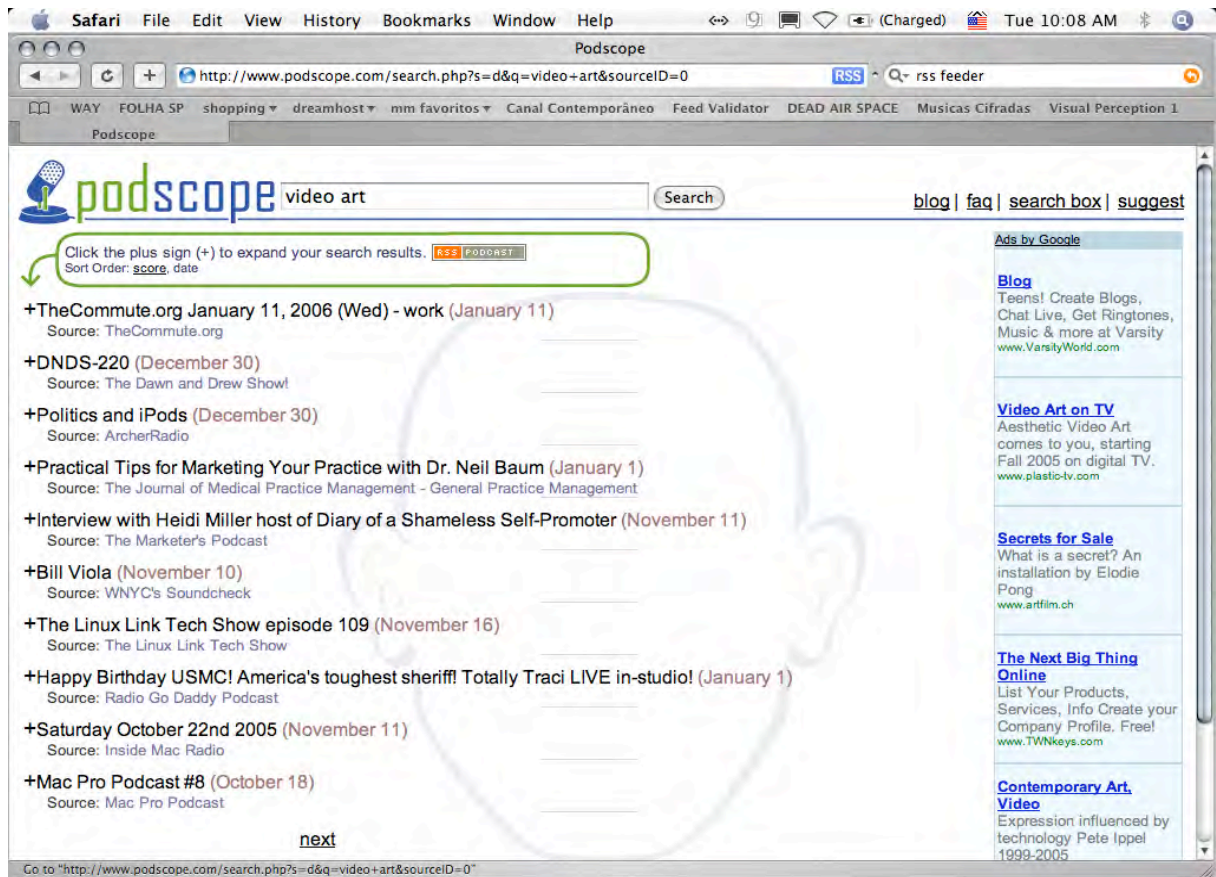 Safari File Edit View History Bookmarks Window Help (Charged) Tue 10:08 AM
Podscope
http://www.podscope.com/search.php?s=d&q=video+art&sourceID=0 RSS rss feeder
WAY FOLHA SP shopping dreamhost mm favoritos Canal Contemporâneo Feed Validator DEAD AIR SPACE Musicas Cifradas Visual Perception 1
Podscope
podscope video art Search blog | faq | search box | suggest
Click the plus sign (+) to expand your search results. RSS PODCAST
Sort Order: score, date
+TheCommute.org January 11, 2006 (Wed) - work (January 11)
Source: TheCommute.org
+DNDS-220 (December 30)
Source: The Dawn and Drew Show!
+Politics and iPods (December 30)
Source: ArcherRadio
+Practical Tips for Marketing Your Practice with Dr. Neil Baum (January 1)
Source: The Journal of Medical Practice Management - General Practice Management
+Interview with Heidi Miller host of Diary of a Shameless Self-Promoter (November 11)
Source: The Marketer's Podcast
+Bill Viola (November 10)
Source: WNYC's Soundcheck
+The Linux Link Tech Show episode 109 (November 16)
Source: The Linux Link Tech Show
+Happy Birthday USMC! America's toughest sheriff! Totally Traci LIVE in-studio! (January 1)
Source: Radio Go Daddy Podcast
+Saturday October 22nd 2005 (November 11)
Source: Inside Mac Radio
+Mac Pro Podcast #8 (October 18)
Source: Mac Pro Podcast
next
Ads by Google
Blog
Teens! Create Blogs,
Chat Live, Get Ringtones,
Music & more at Varsity
www.VarsityWorld.com
Video Art on TV
Aesthetic Video Art
comes to you, starting
Fall 2005 on digital TV.
www.plastic-tv.com
Secrets for Sale
What is a secret? An
installation by Elodie
Pong
www.artfilm.ch
The Next Big Thing
Online
List Your Products,
Services, Info Create your
Company Profile. Free!
www.TWNkeys.com
Contemporary Art,
Video
Expression influenced by
technology Pete Ippel
1999-2005
Go to "http://www.podscope.com/search.php?s=d&q=video+art&sourceID=0"